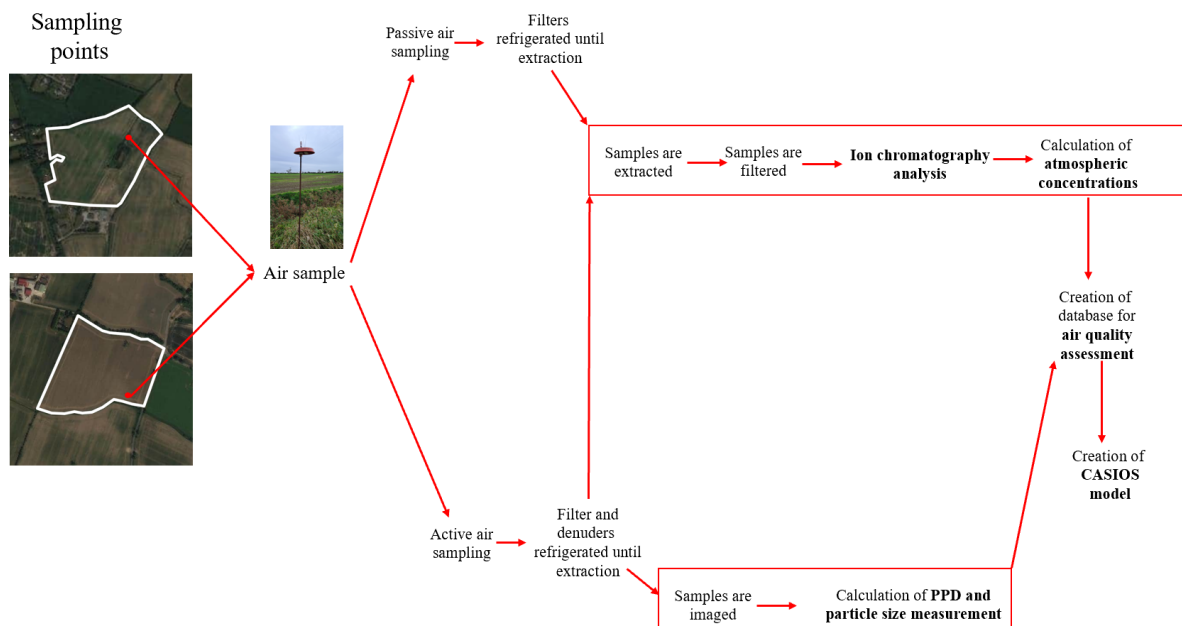 Sampling
points
Passive air
sampling
Filters
refrigerated until
extraction
Air sample
Samples are
extracted
Samples are
filtered
Ion chromatography
analysis
Calculation of
atmospheric
concentrations
Creation of
database for
air quality
assessment
Creation of
CASIOS
model
Active air
sampling
Filter and
denuders
refrigerated until
extraction
Samples are
imaged
Calculation of PPD and
particle size measurement